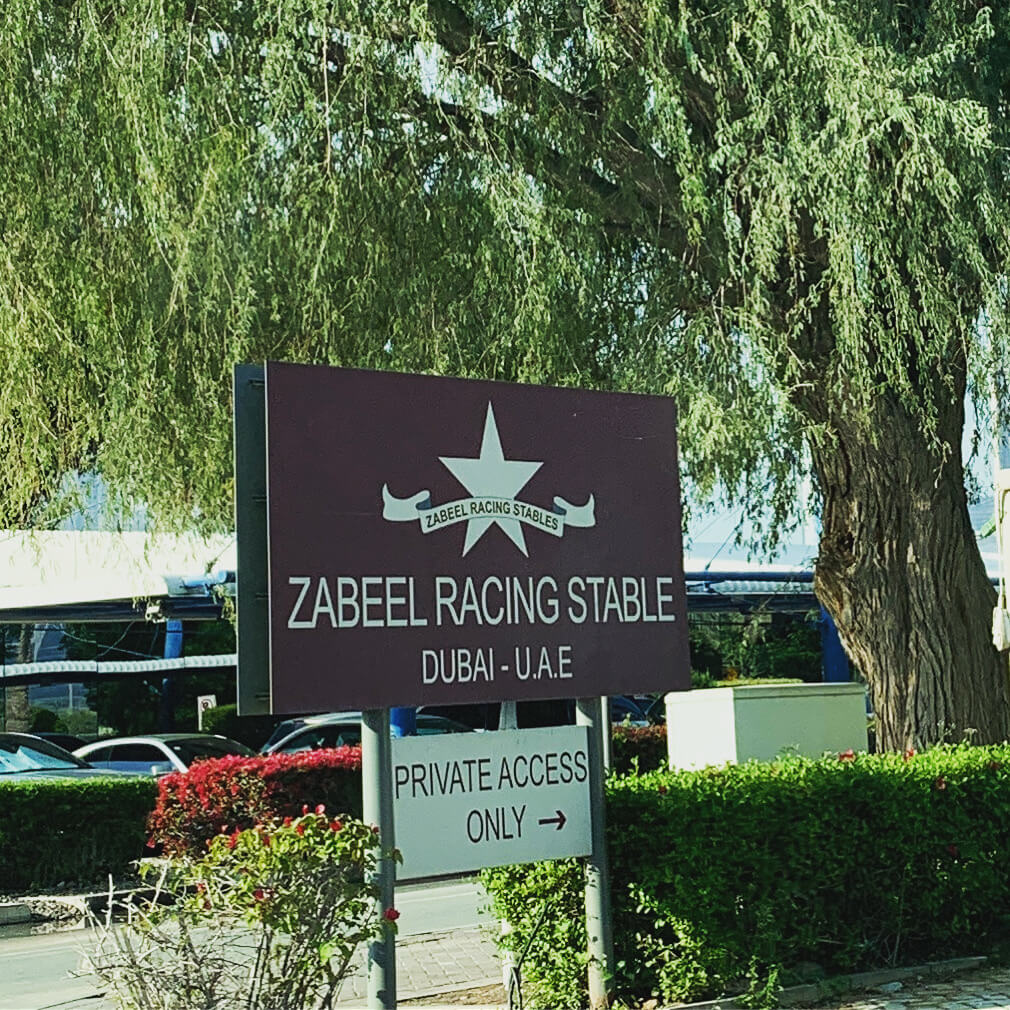 ZABEEL RACING STABLES
ZABEEL RACING STABLE
DUBAI - U.A.E
PRIVATE ACCESS
ONLY →